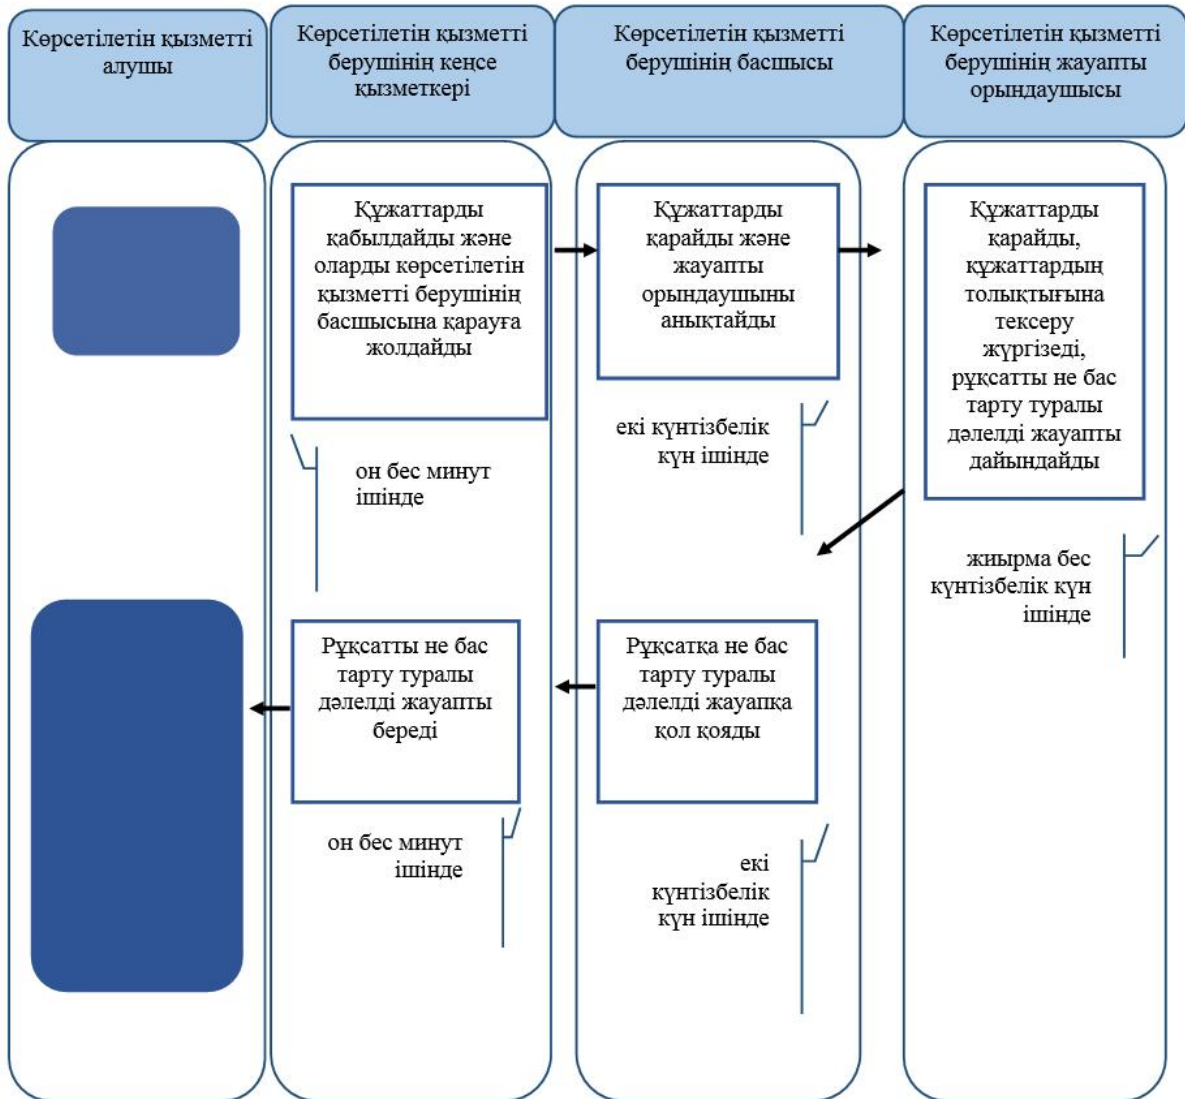 Көрсетілетін қызметті
алушы
Көрсетілетін қызметті
берушінің кеңсе
қызметкері
Көрсетілетін қызметті
берушінің басшысы
Көрсетілетін қызметті
берушінің жауапты
орындаушысы
Құжаттарды
қабылдайды және
оларды көрсетілетін
қызметті берушінің
басшысына қарауға
жолдайды
Құжаттарды
қарайды және
жауапты
орындаушыны
анықтайды
Құжаттарды
қарайды,
құжаттардың
толықтығына
тексеру
жүргізеді,
рұқсатты не бас
тарту туралы
дәлелді жауапты
дайындайды
он бес минут
ішінде
екі күнтізбелік
күн ішінде
жиырма бес
күнтізбелік күн
ішінде
Рұқсатты не бас
тарту туралы
дәлелді жауапты
береді
Рұқсатқа не бас
тарту туралы
дәлелді жауапқа
қол қояды
он бес минут
ішінде
екі
күнтізбелік
күн ішінде